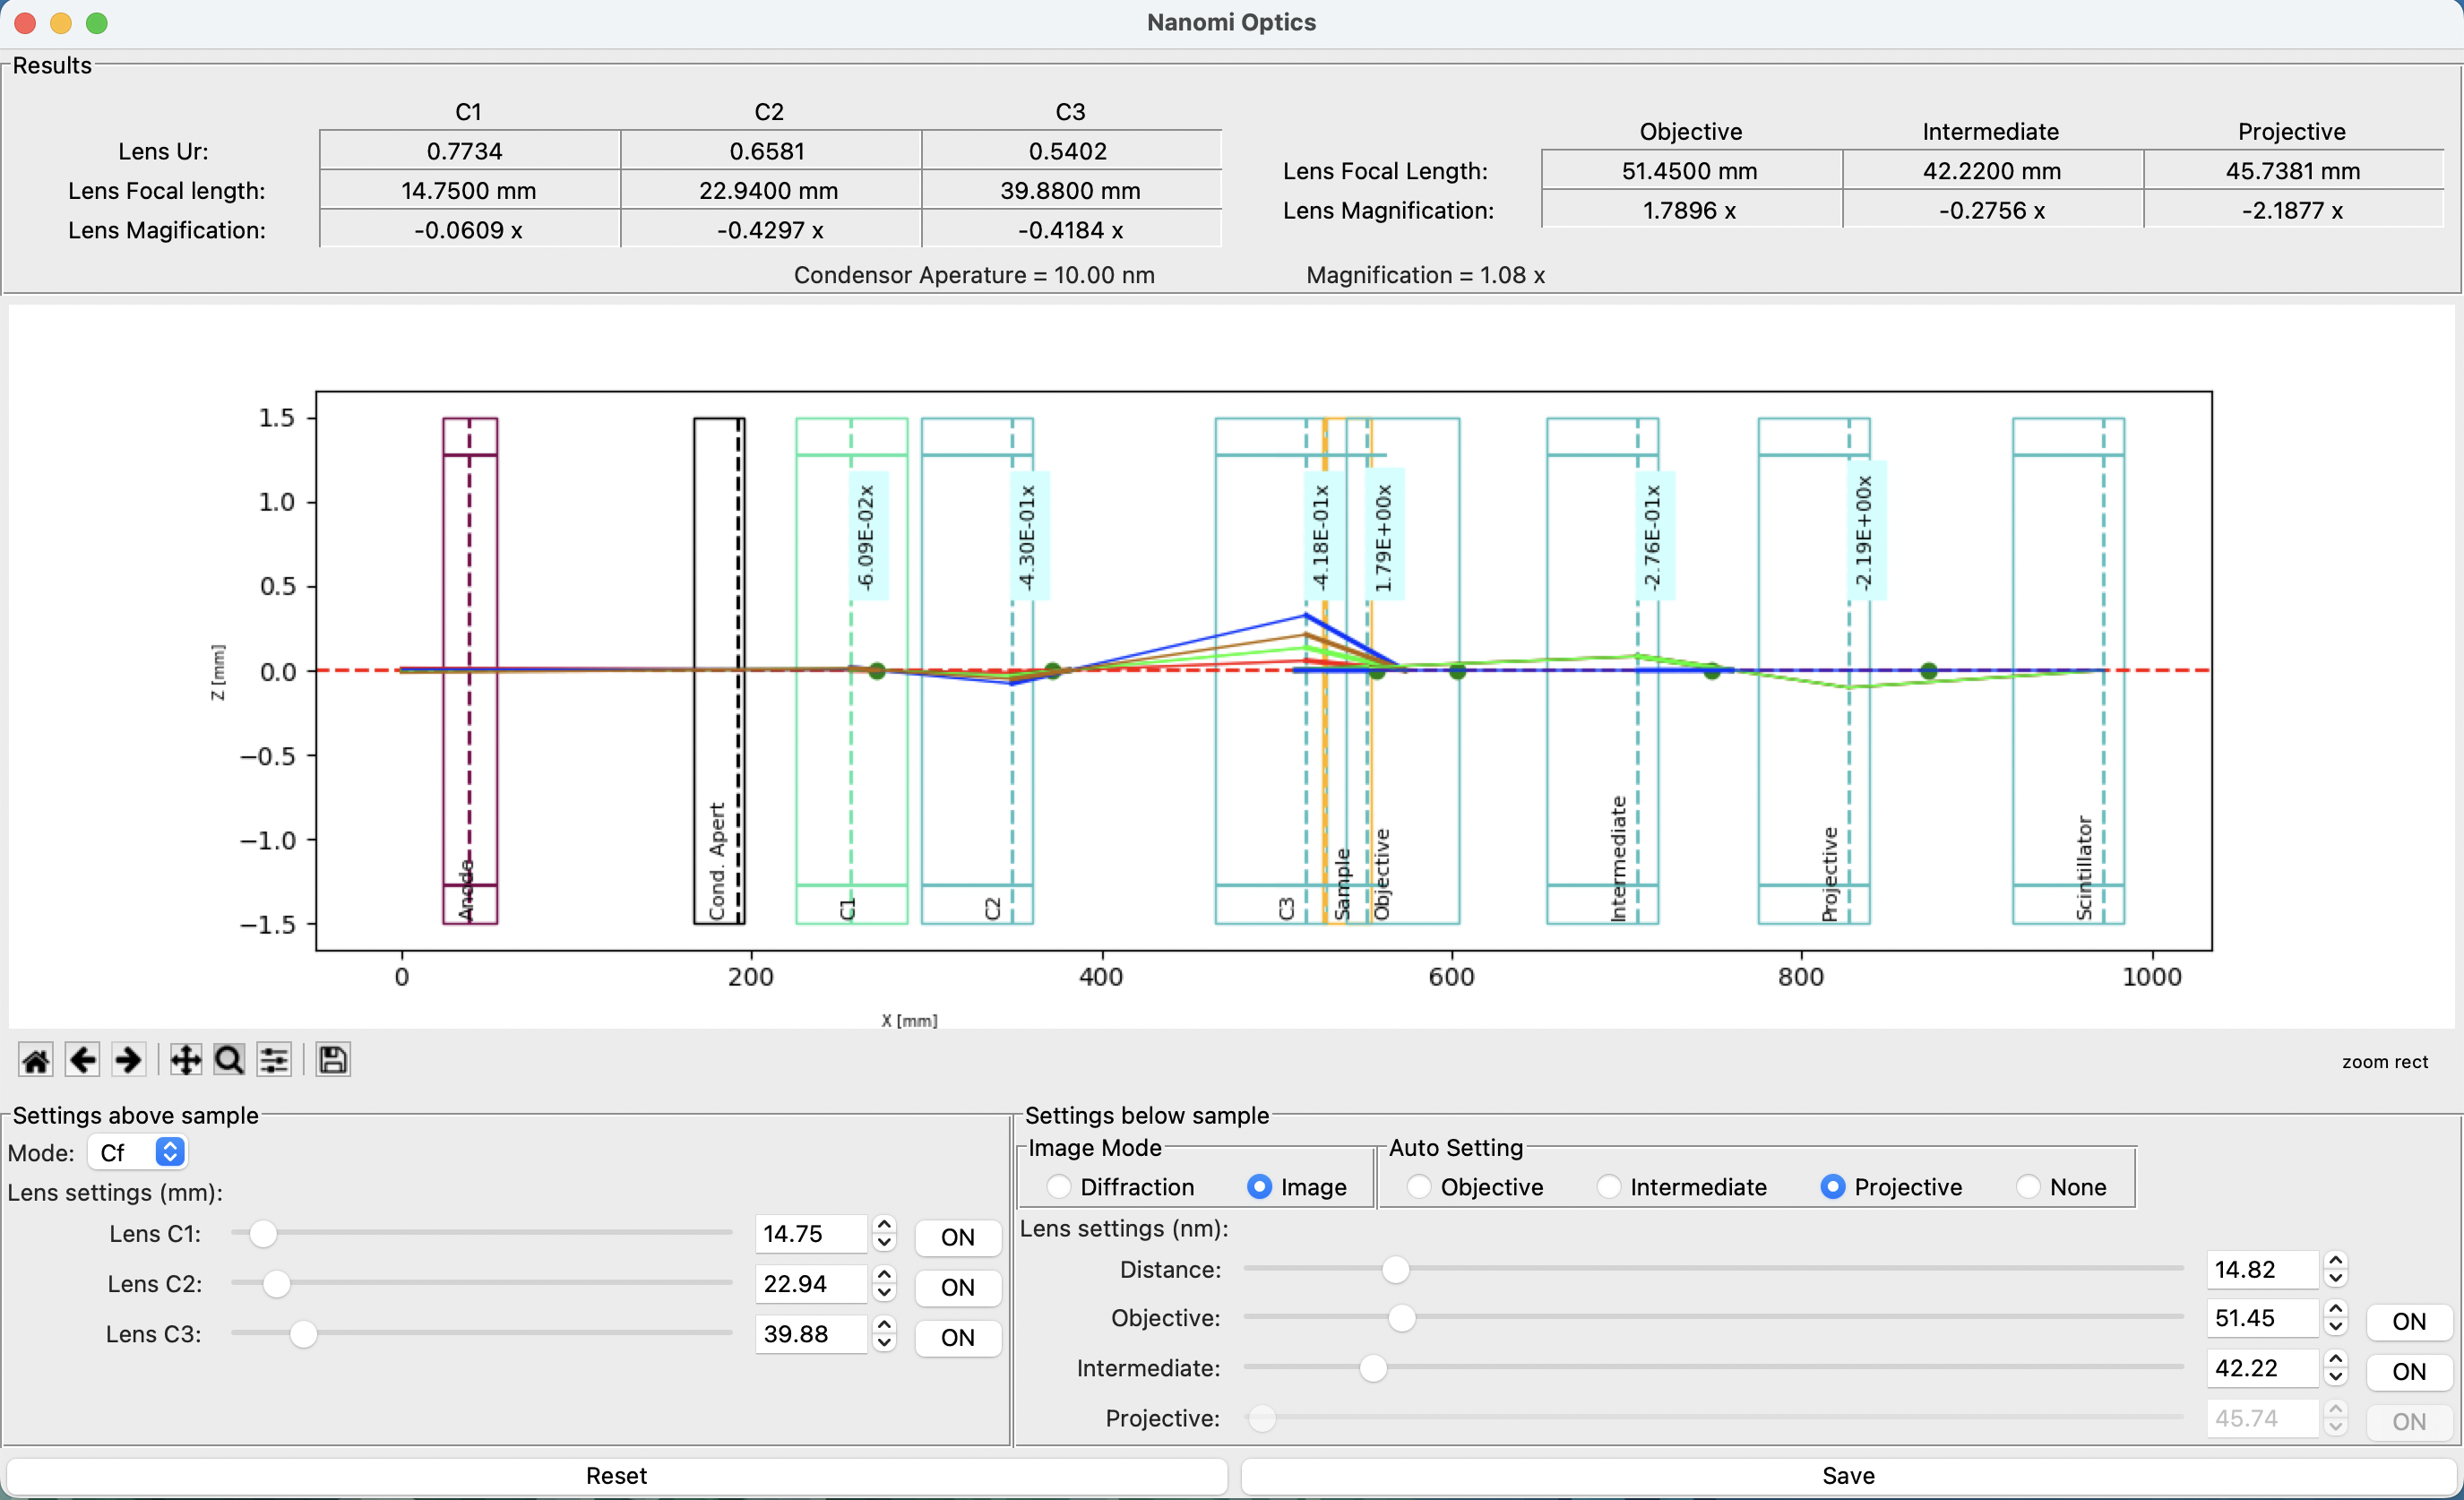 Nanomi Optics
Results
C1 C2 C3
Lens Ur: 0.7734 0.6581 0.5402
Lens Focal length: 14.7500 mm 22.9400 mm 39.8800 mm
Lens Magification: -0.0609 x -0.4297 x -0.4184 x
Objective Intermediate Projective
Lens Focal Length: 51.4500 mm 42.2200 mm 45.7381 mm
Lens Magnification: 1.7896 x -0.2756 x -2.1877 x
Condensor Aperature = 10.00 nm Magnification = 1.08 x
1.5
1.0
0.5
0.0
−0.5
−1.0
−1.5
Z [mm]
-6.09E-02x
-4.30E-01x
-4.18E-01x
1.79E+00x
-2.76E-01x
-2.19E+00x
Anode
Cond. Apert
C1
C2
C3
Sample
Objective
Intermediate
Projective
Scintillator
0 200 400 600 800 1000
X [mm]
zoom rect
Settings above sample
Mode: Cf
Lens settings (mm):
Lens C1: 14.75 ON
Lens C2: 22.94 ON
Lens C3: 39.88 ON
Settings below sample
Image Mode
Diffraction Image
Auto Setting
Objective Intermediate Projective None
Lens settings (nm):
Distance: 14.82
Objective: 51.45 ON
Intermediate: 42.22 ON
Projective: 45.74 ON
Reset Save